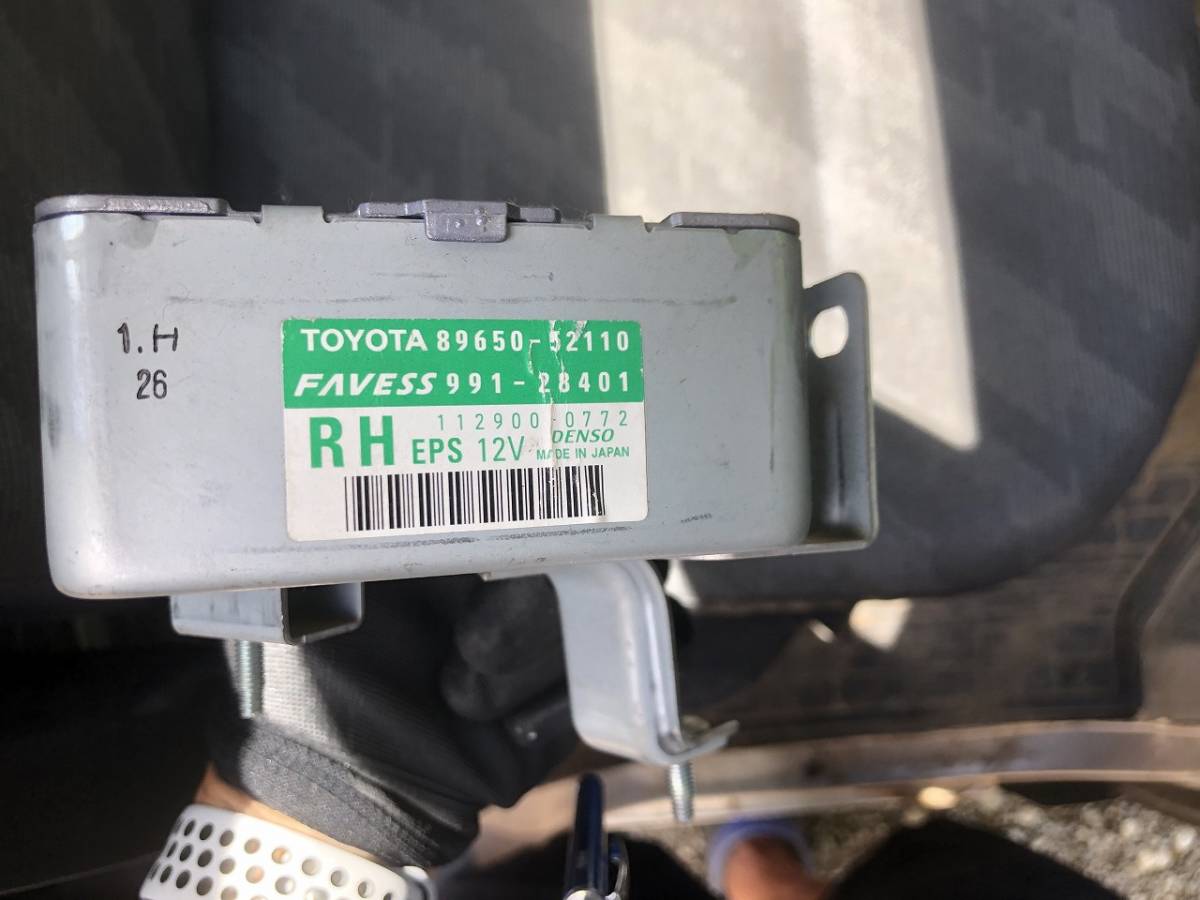 1.H
26
TOYOTA 89650-52110
FAVESS 991-28401
112900-0772
RH EPS 12V DENSO
MADE IN JAPAN